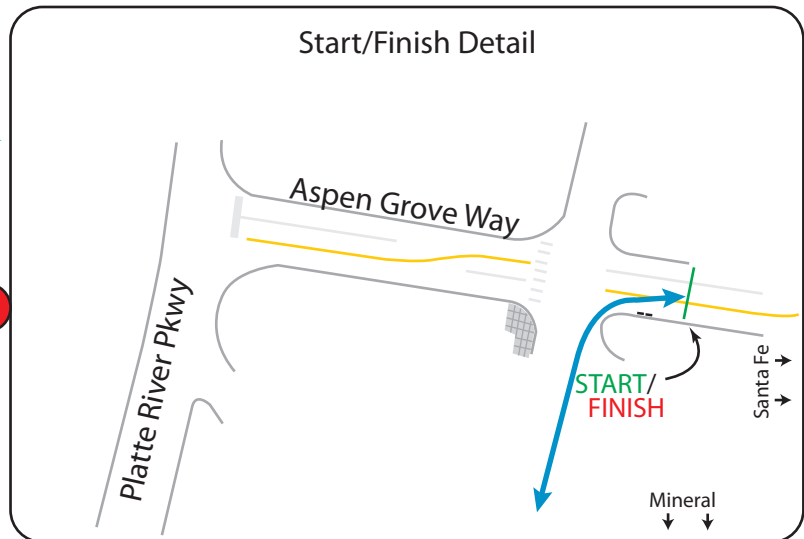 Start/Finish Detail
Aspen Grove Way
Platte River Pkwy
START/
FINISH
Santa Fe
Mineral